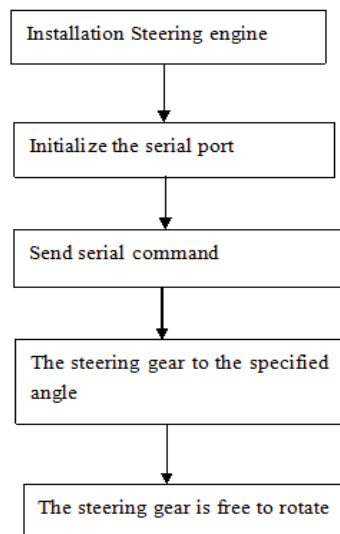 Installation Steering engine
Initialize the serial port
Send serial command
The steering gear to the specified
angle
The steering gear is free to rotate